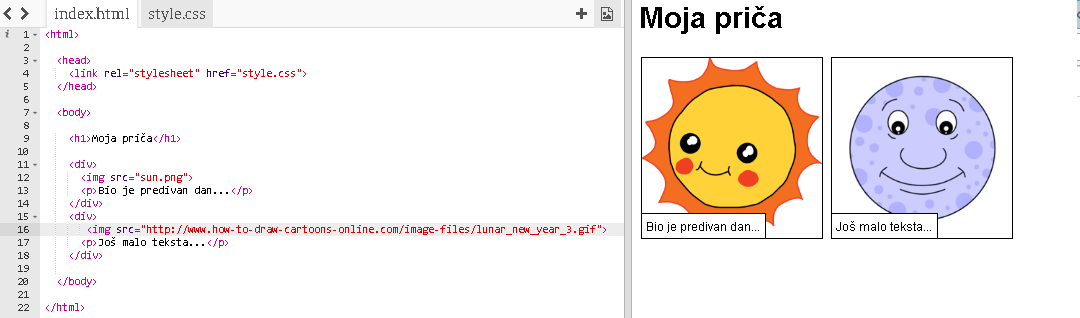 index.html style.css
1 <html>
2
3 <head>
4 <link rel="stylesheet" href="style.css">
5 </head>
6
7 <body>
8
9 <h1>Moja priča</h1>
10
11 <div>
12 <img src="sun.png">
13 <p>Bio je predivan dan...</p>
14 </div>
15 <div>
16 <img src="http://www.how-to-draw-cartoons-online.com/image-files/lunar_new_year_3.gif">
17 <p>Još malo teksta...</p>
18 </div>
19
20 </body>
21
22 </html>
Moja priča
Bio je predivan dan...
Još malo teksta...